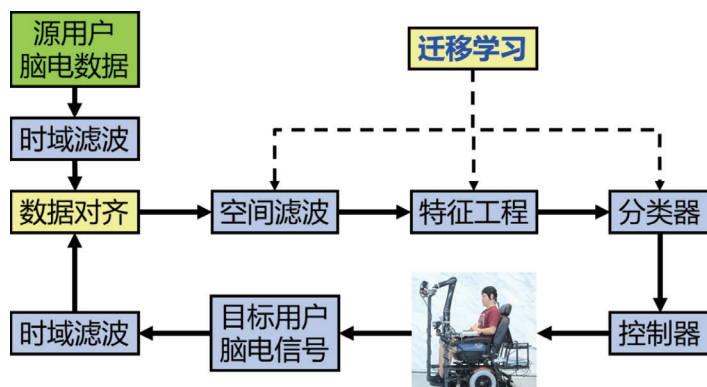 源用户
脑电数据
迁移学习
时域滤波
数据对齐
空间滤波
特征工程
分类器
时域滤波
目标用户
脑电信号
控制器